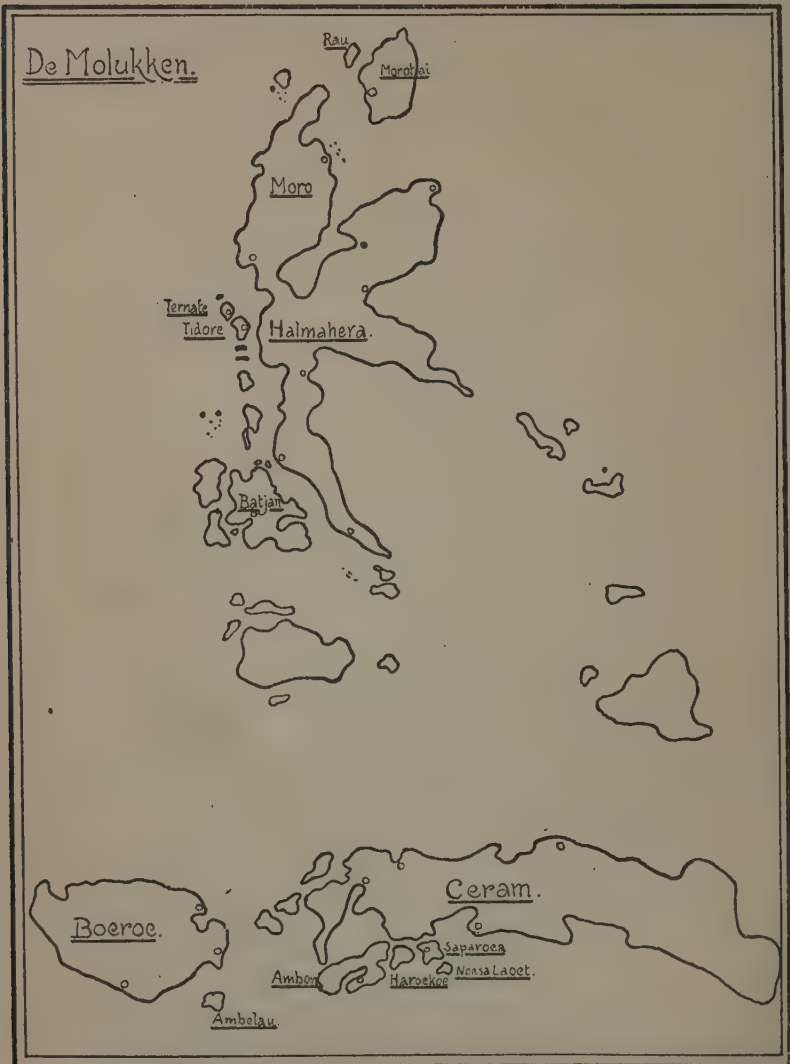 De Molukken.
Rau
Morotai
Moro
Ternate
Tidore
Halmahera.
Batjan
Ceram.
Boeroe.
Saparoea
Ambon
Haroekoe
Noesa Laoet.
Ambelau.